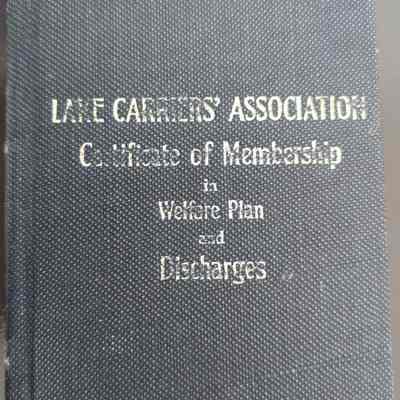 LAKE CARRIERS' ASSOCIATION
Certificate of Membership
in
Welfare Plan
and
Discharges